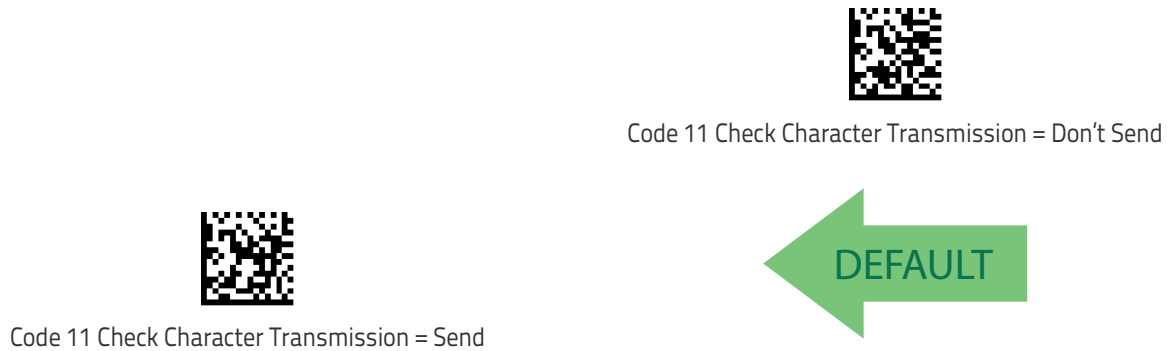 Code 11 Check Character Transmission = Don't Send
DEFAULT
Code 11 Check Character Transmission = Send